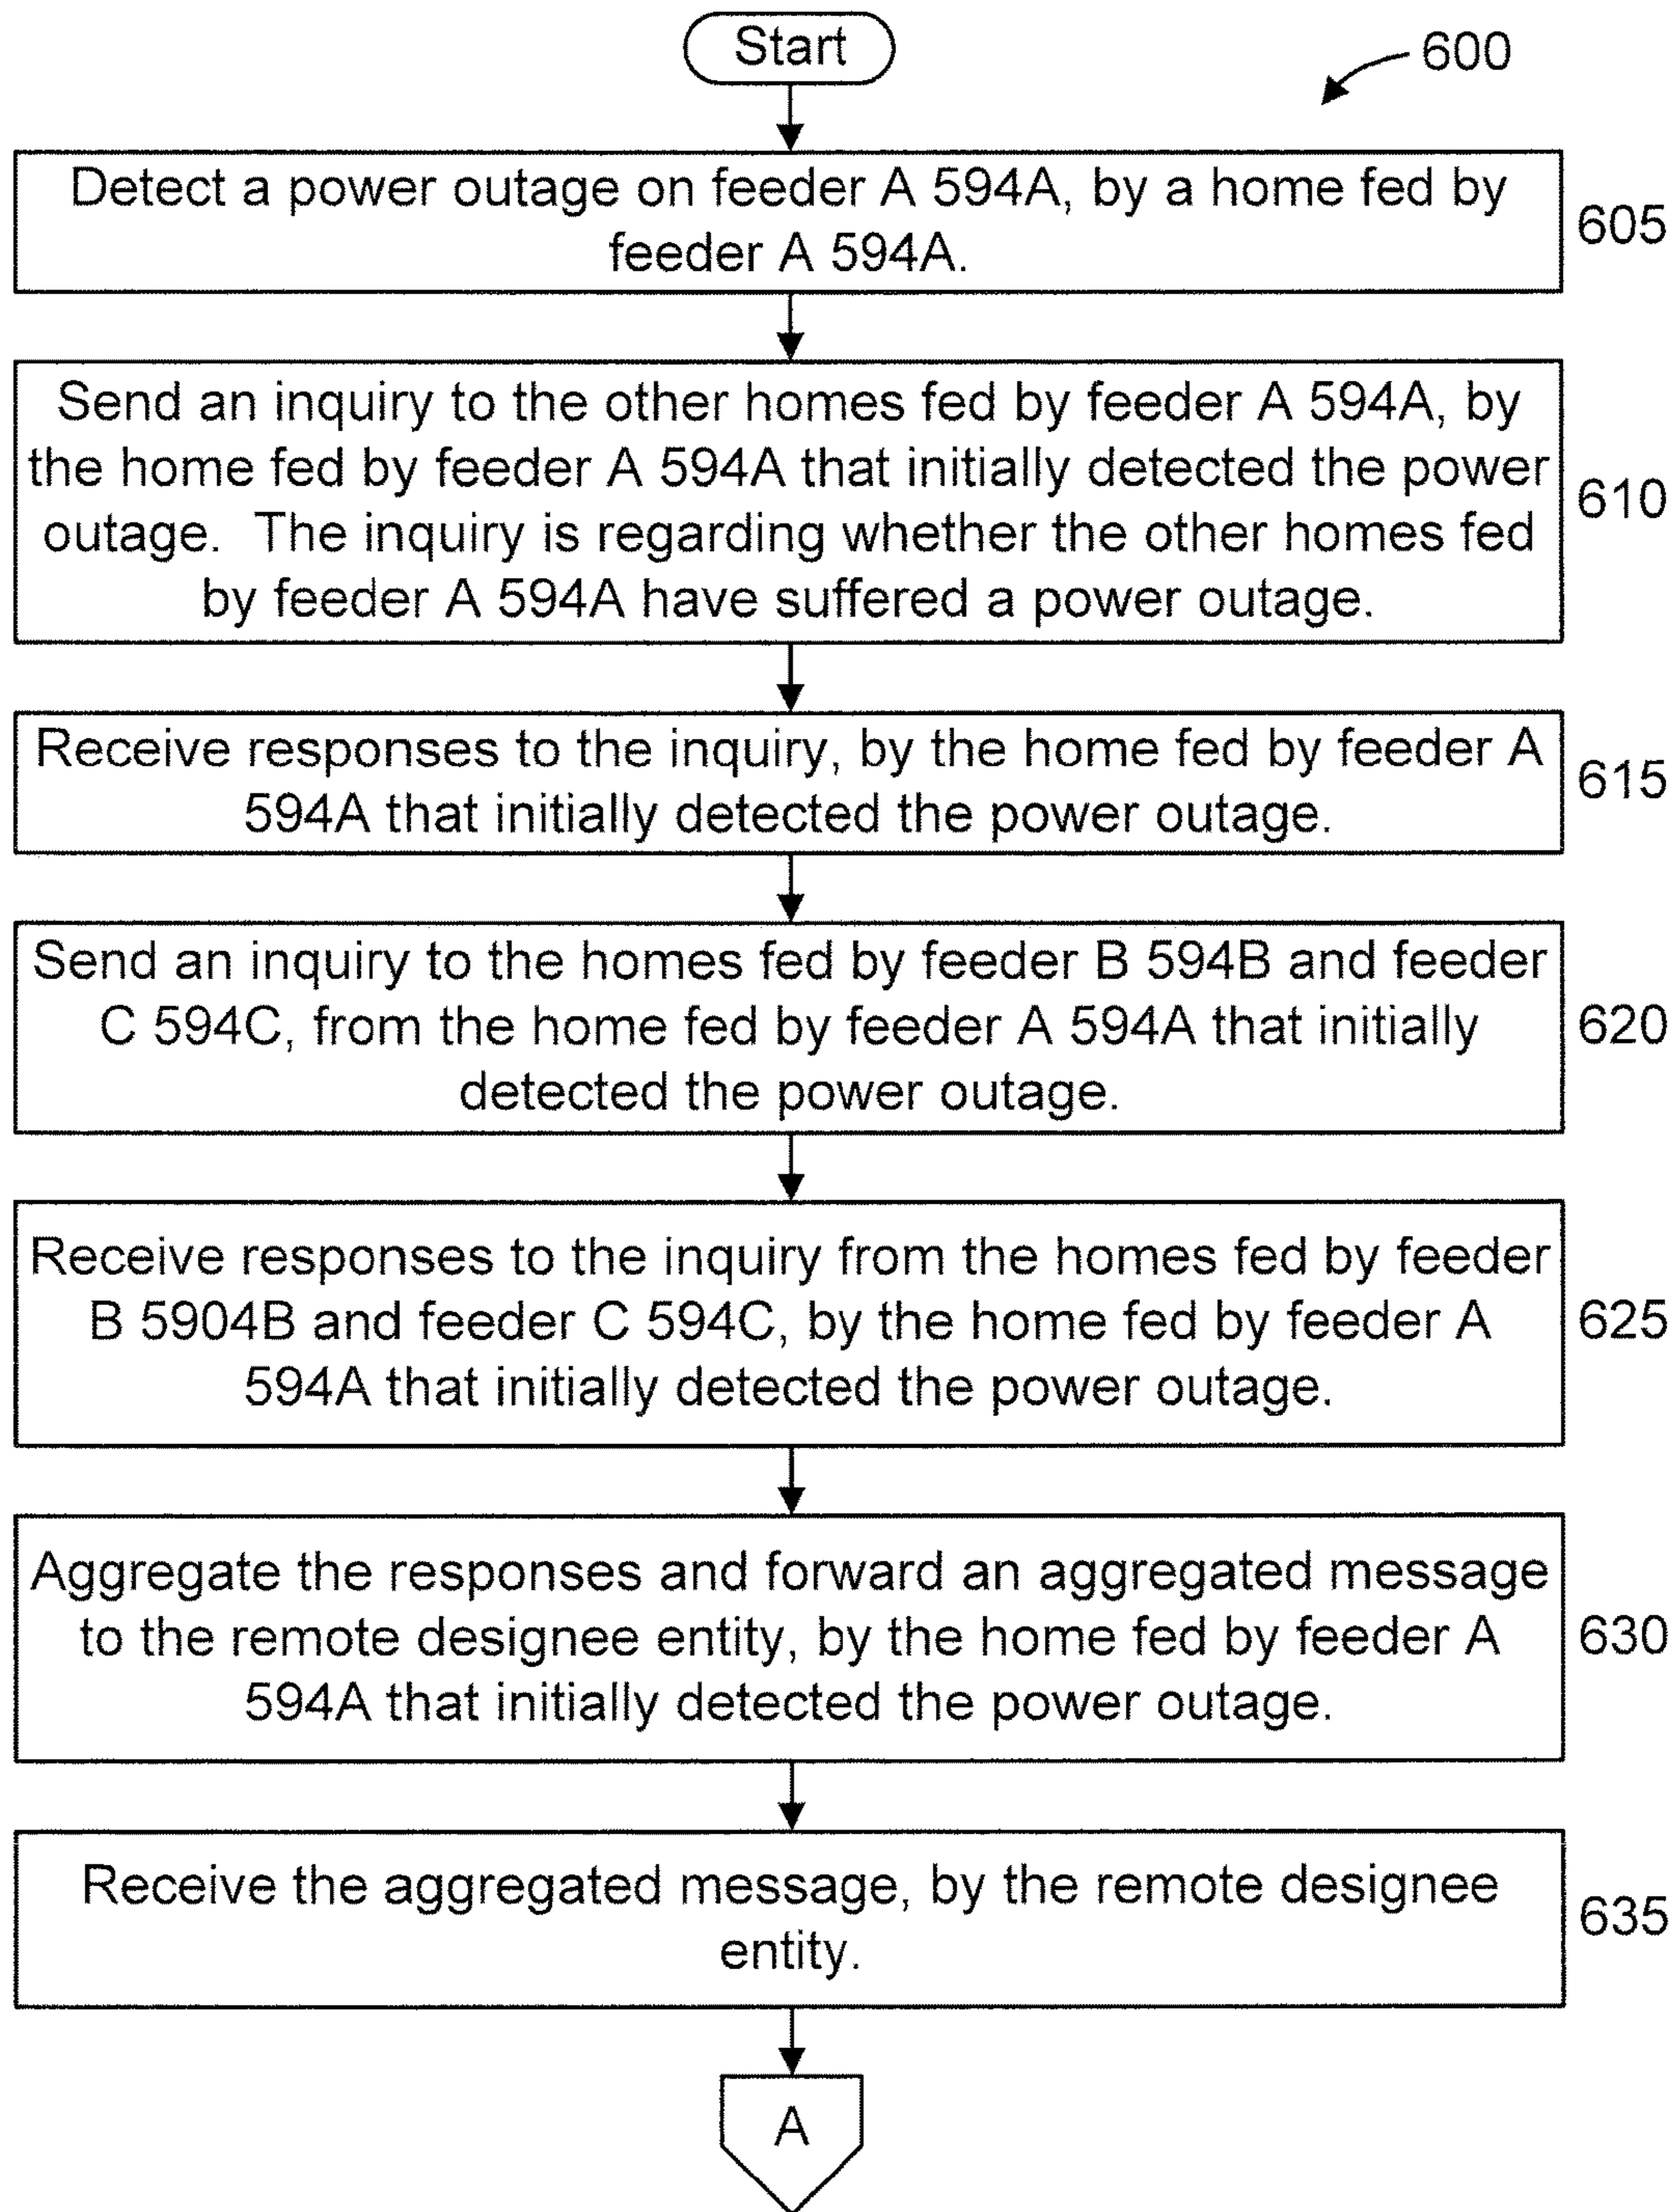 Start
600
Detect a power outage on feeder A 594A, by a home fed by
feeder A 594A.
605
Send an inquiry to the other homes fed by feeder A 594A, by
the home fed by feeder A 594A that initially detected the power
outage. The inquiry is regarding whether the other homes fed
by feeder A 594A have suffered a power outage.
610
Receive responses to the inquiry, by the home fed by feeder A
594A that initially detected the power outage.
615
Send an inquiry to the homes fed by feeder B 594B and feeder
C 594C, from the home fed by feeder A 594A that initially
detected the power outage.
620
Receive responses to the inquiry from the homes fed by feeder
B 5904B and feeder C 594C, by the home fed by feeder A
594A that initially detected the power outage.
625
Aggregate the responses and forward an aggregated message
to the remote designee entity, by the home fed by feeder A
594A that initially detected the power outage.
630
Receive the aggregated message, by the remote designee
entity.
635
A